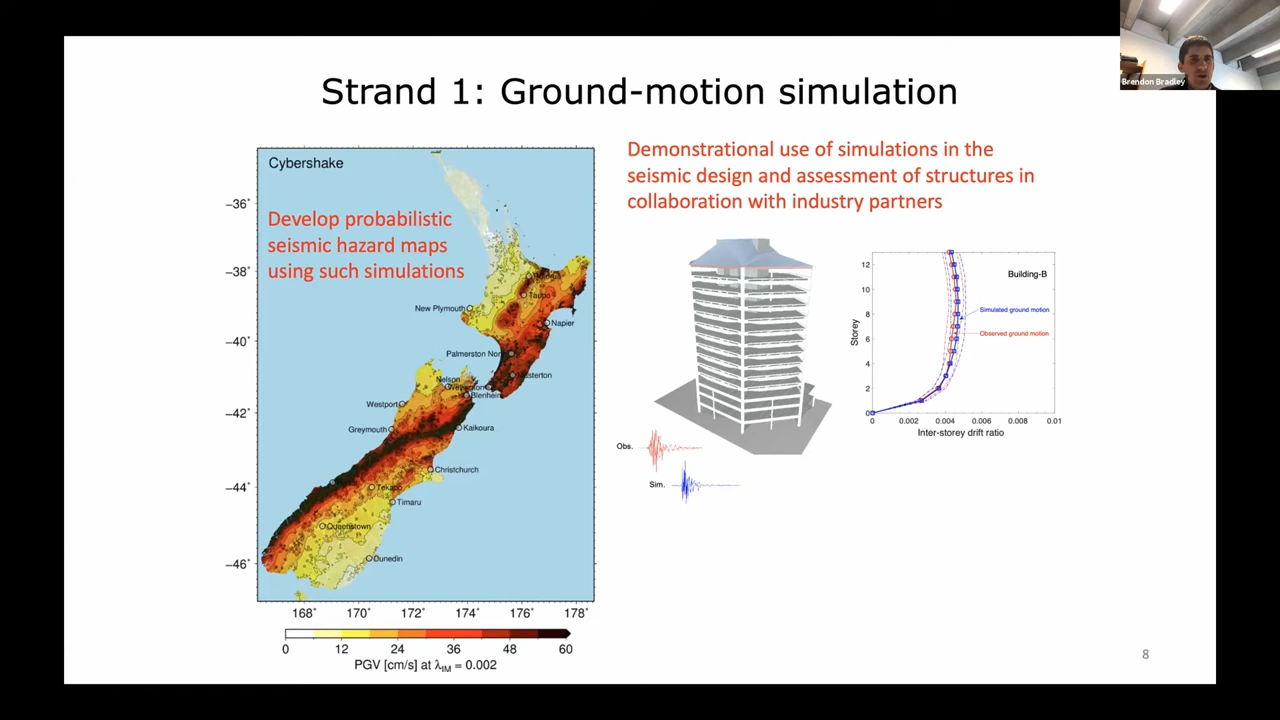 Brendon Bradley
Strand 1: Ground-motion simulation
Cybershake
Develop probabilistic
seismic hazard maps
using such simulations
−36°
−38°
−40°
−42°
−44°
−46°
Taupo
New Plymouth
Napier
Palmerston Nor
Masterton
Nelson
Blenheim
Westport
Greymouth
Kaikoura
Christchurch
Tekapo
Timaru
Queenstown
Dunedin
168° 170° 172° 174° 176° 178°
0 12 24 36 48 60
PGV [cm/s] at λIM = 0.002
Demonstrational use of simulations in the
seismic design and assessment of structures in
collaboration with industry partners
Obs.
Sim.
Building-B
Simulated ground motion
Observed ground motion
Storey
12
10
8
6
4
2
0
0 0.002 0.004 0.006 0.008 0.01
Inter-storey drift ratio
8